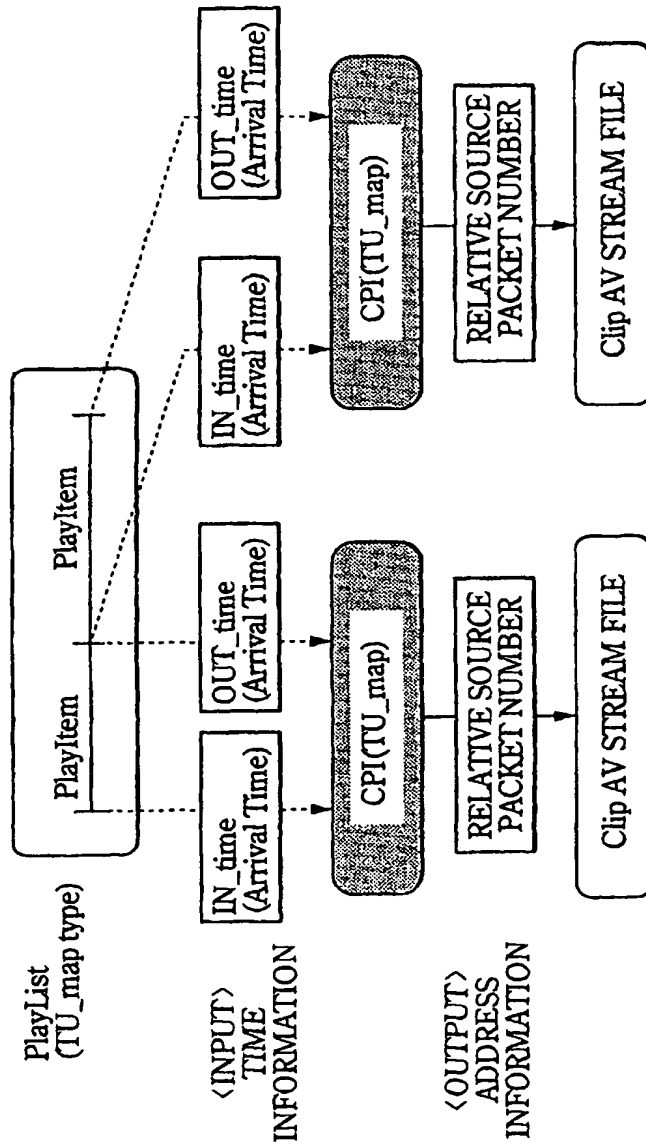 PlayList
(TU_map type)
PlayItem
PlayItem
<INPUT>
TIME
INFORMATION
IN_time
(Arrival Time)
OUT_time
(Arrival Time)
IN_time
(Arrival Time)
OUT_time
(Arrival Time)
CPI(TU_map)
CPI(TU_map)
<OUTPUT>
ADDRESS
INFORMATION
RELATIVE SOURCE
PACKET NUMBER
RELATIVE SOURCE
PACKET NUMBER
Clip AV STREAM FILE
Clip AV STREAM FILE